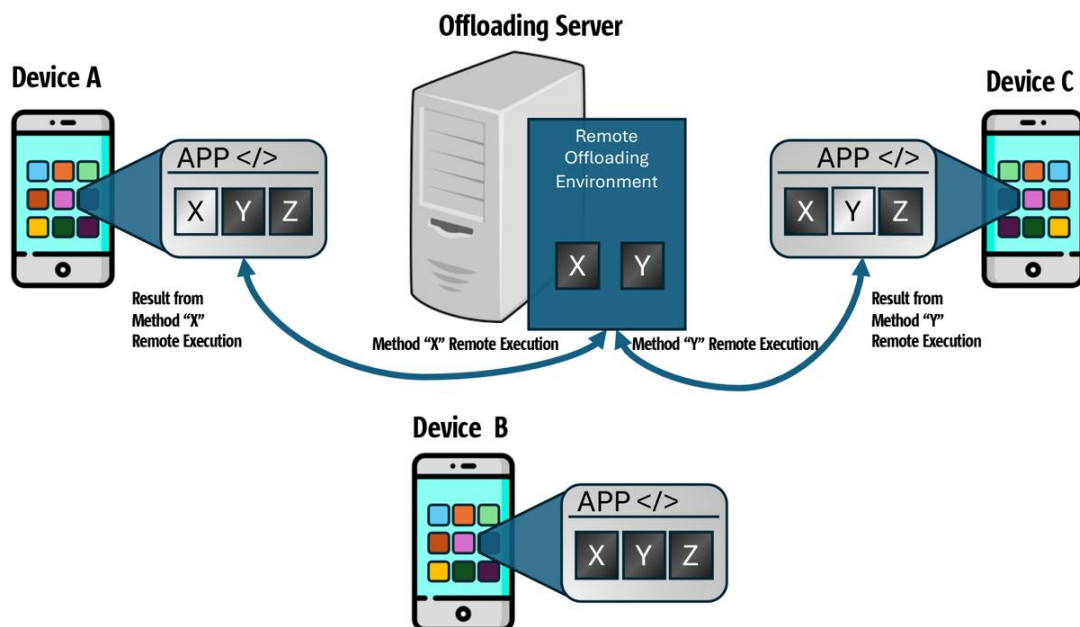 Offloading Server
Device A
Device C
Remote
Offloading
Environment
APP </>
X Y Z
X Y
APP </>
X Y Z
Result from
Method “X”
Remote Execution
Method “X” Remote Execution
Method “Y” Remote Execution
Result from
Method “Y”
Remote Execution
Device B
APP </>
X Y Z